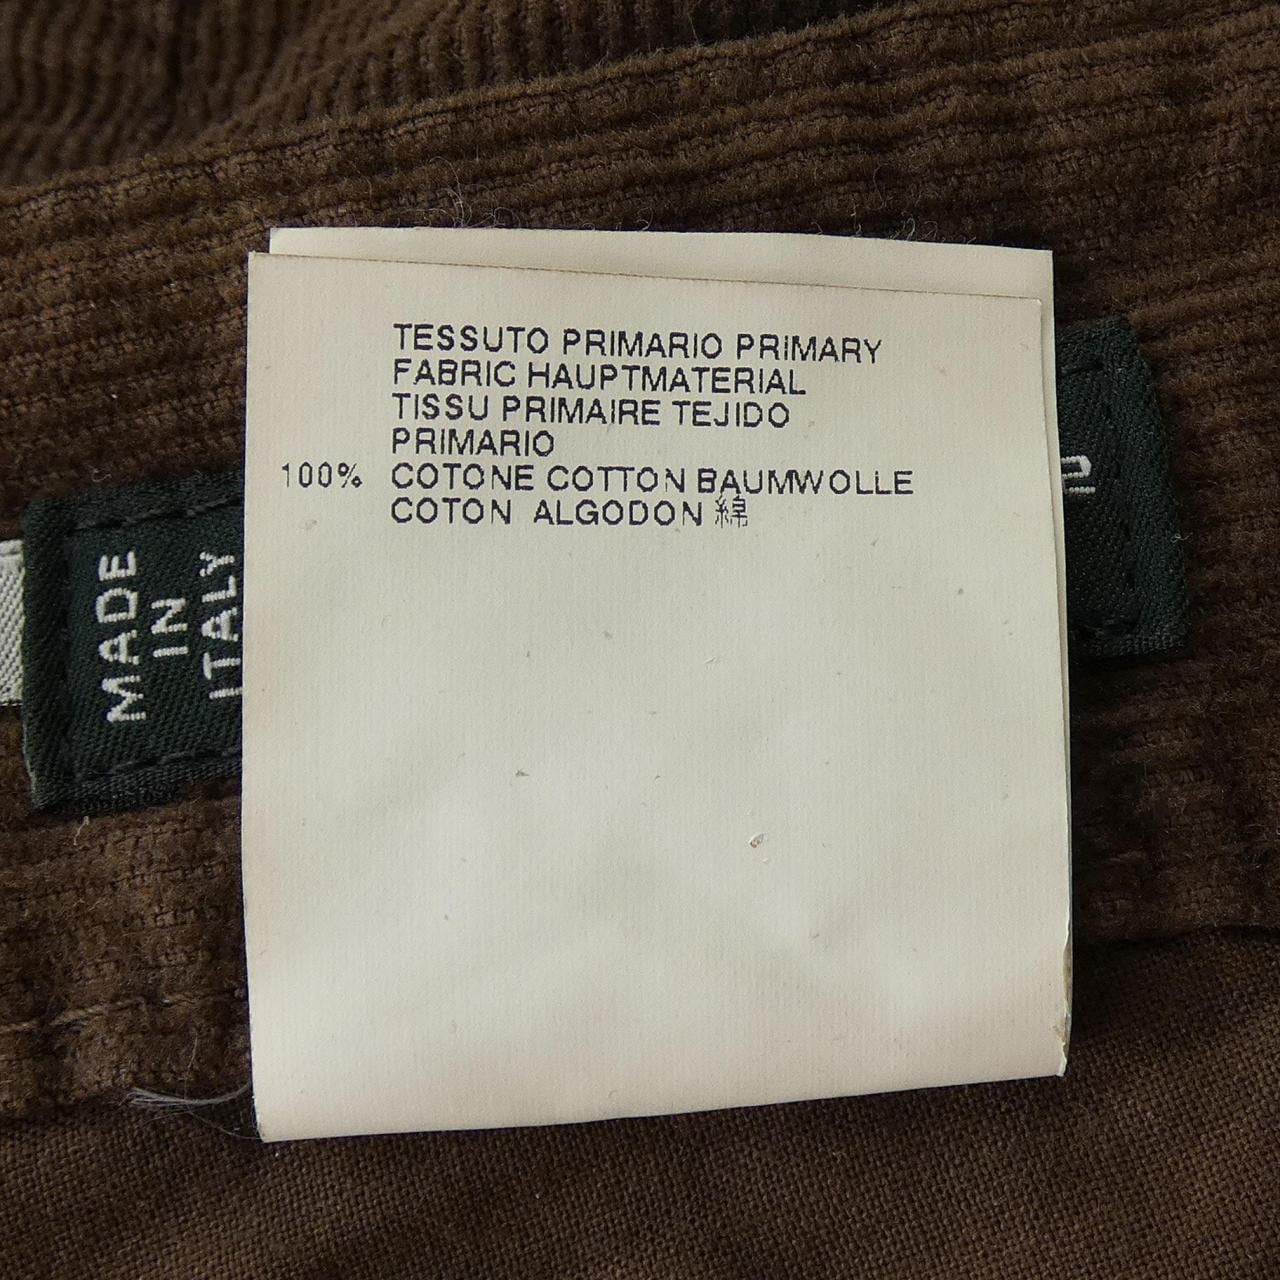 TESSUTO PRIMARIO PRIMARY
FABRIC HAUPTMATERIAL
TISSU PRIMAIRE TEJIDO
PRIMARIO
100% COTONE COTTON BAUMWOLLE
COTON ALGODON 綿
MADE
IN
ITALY